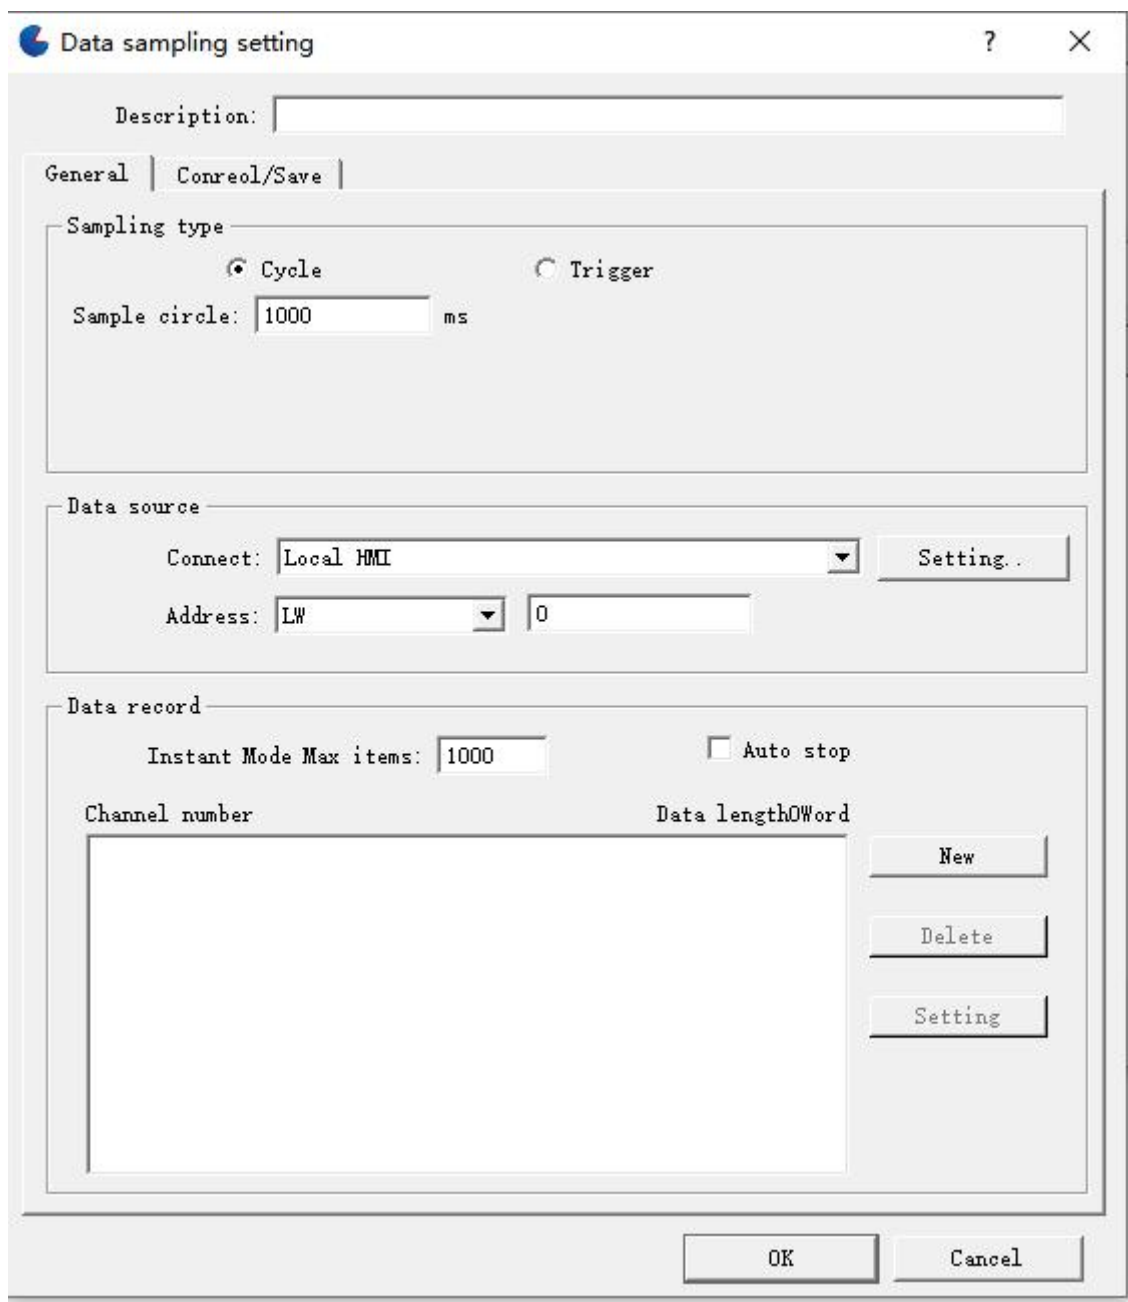 Data sampling setting
?
Description:
General
Conreol/Save
Sampling type
Cycle
Trigger
Sample circle: 1000 ms
Data source
Connect: Local HMI
Setting..
Address: LW 0
Data record
Instant Mode Max items: 1000
Auto stop
Channel number
Data length0Word
New
Delete
Setting
OK
Cancel